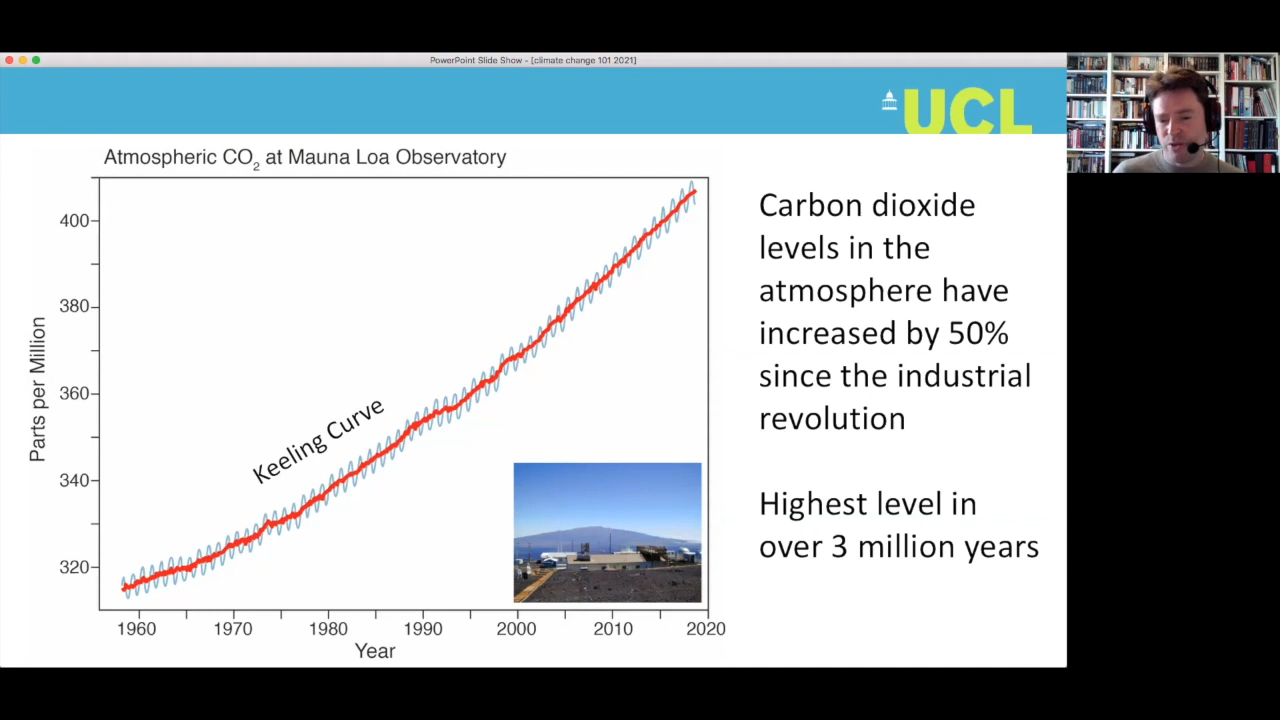 PowerPoint Slide Show - [climate change 101 2021]
UCL
Atmospheric CO₂ at Mauna Loa Observatory
Parts per Million
400
380
360
340
320
Keeling Curve
1960 1970 1980 1990 2000 2010 2020
Year
Carbon dioxide
levels in the
atmosphere have
increased by 50%
since the industrial
revolution
Highest level in
over 3 million years